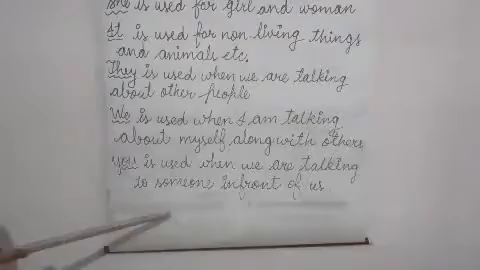 She is used for girl and woman
It is used for non living things
and animals etc.
They is used when we are talking
about other people
We is used when I am talking
about myself along with others
you is used when we are talking
to someone infront of us.